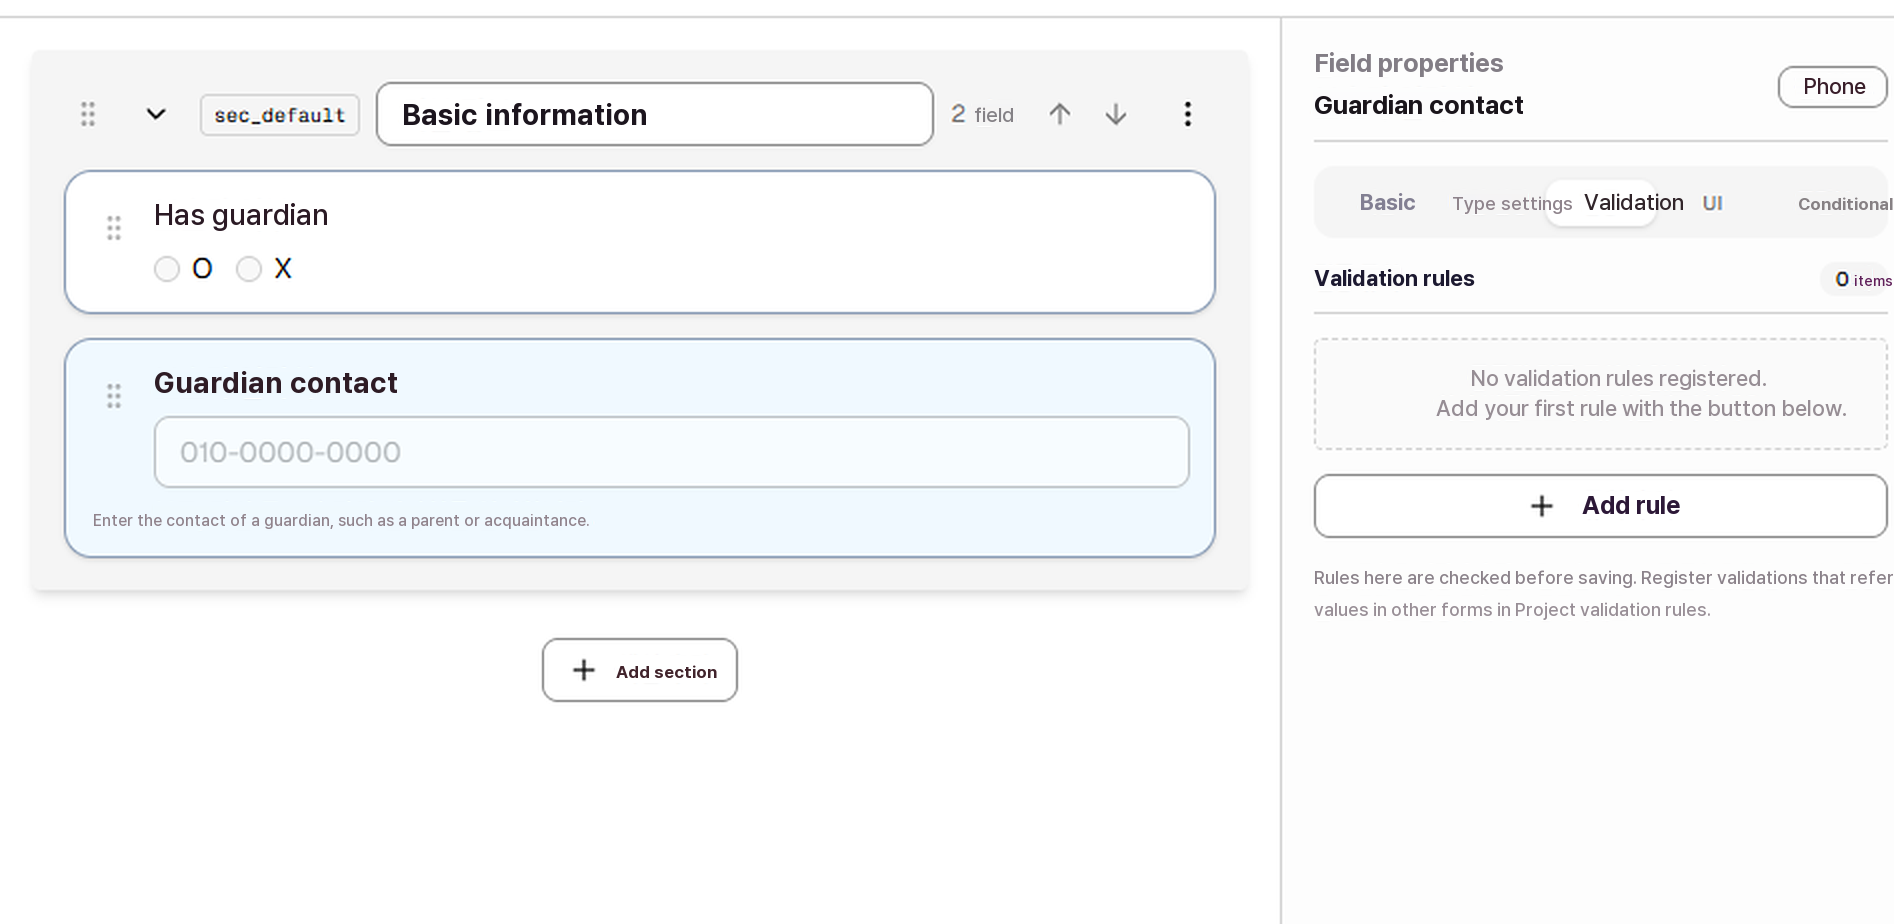 sec_default
Basic information
2 field
Has guardian
O X
Guardian contact
010-0000-0000
Enter the contact of a guardian, such as a parent or acquaintance.
Add section
Field properties
Guardian contact
Phone
Basic Type settings Validation UI Conditional
Validation rules
0 items
No validation rules registered.
Add your first rule with the button below.
Add rule
Rules here are checked before saving. Register validations that refer
values in other forms in Project validation rules.